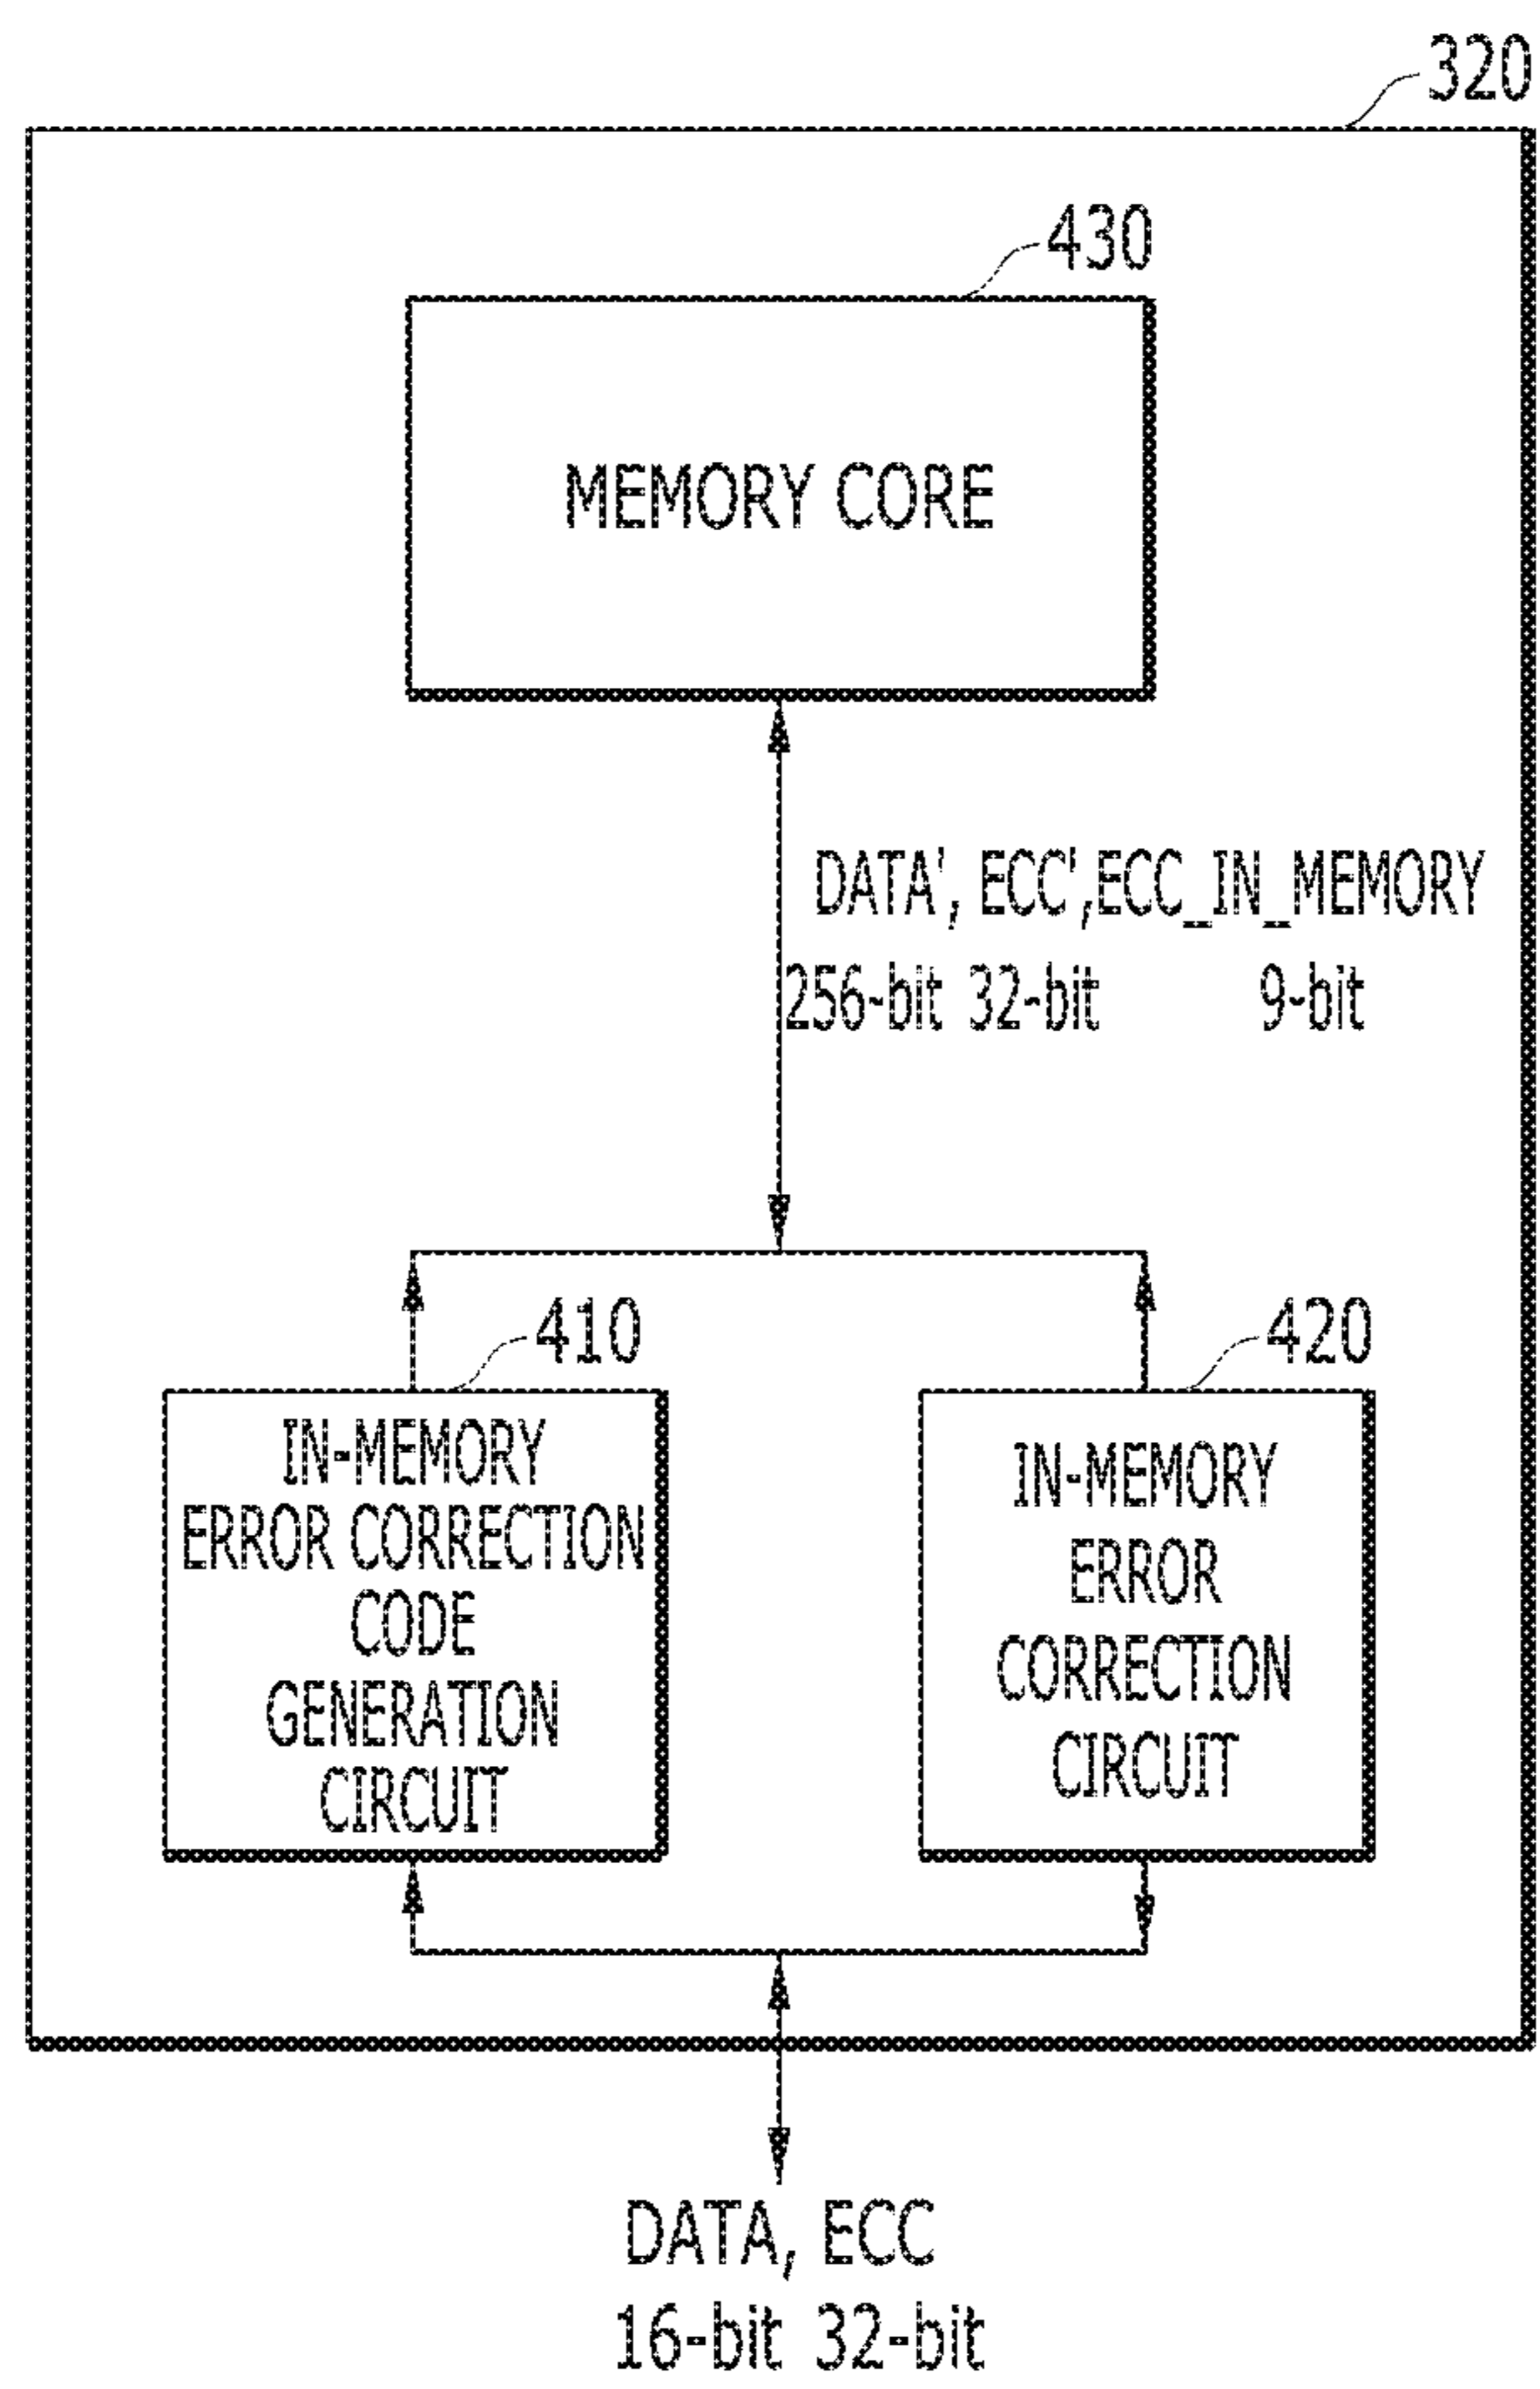 320
430
MEMORY CORE
DATA', ECC',ECC_IN_MEMORY
256-bit 32-bit 9-bit
410
420
IN-MEMORY
ERROR CORRECTION
CODE
GENERATION
CIRCUIT
IN-MEMORY
ERROR
CORRECTION
CIRCUIT
DATA, ECC
16-bit 32-bit